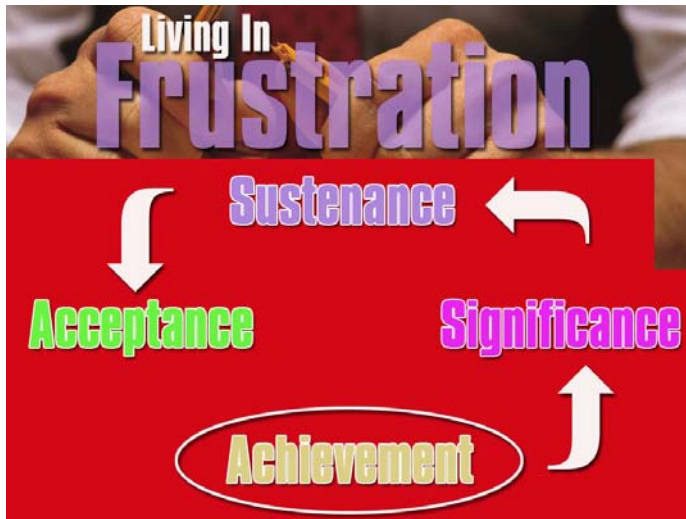 Living In
Frustration
Sustenance
Acceptance
Significance
Achievement